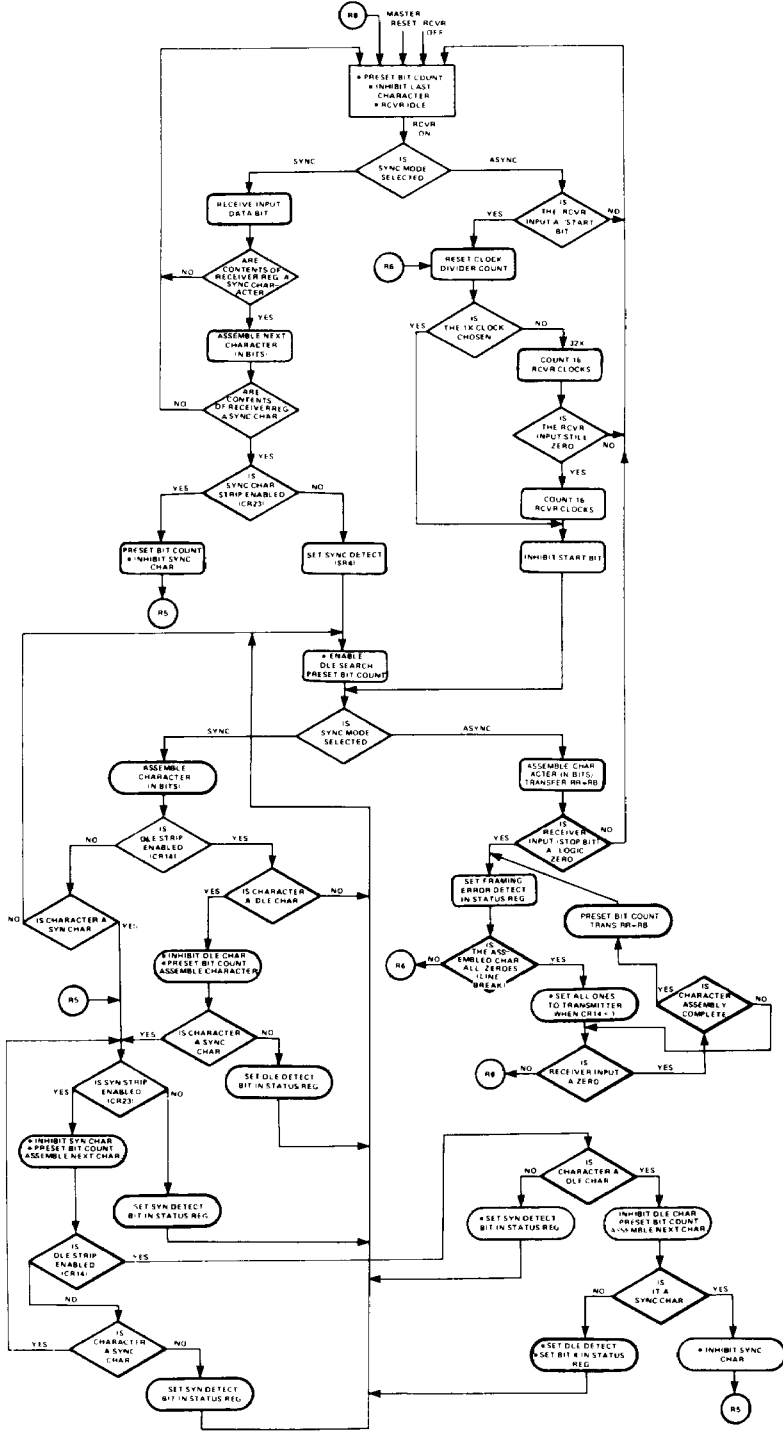 R8
MASTER
RESET
RCVR
OFF
* PRESET BIT COUNT
* INHIBIT LAST
CHARACTER
* RCVR IDLE
RCVR
ON
SYNC
IS
SYNC MODE
SELECTED
ASYNC
RECEIVE INPUT
DATA BIT
IS
THE RCVR
INPUT A 'START
BIT
YES
NO
ARE
CONTENTS OF
RECEIVER REG. A
SYNC CHAR-
ACTER
NO
YES
R6
RESET CLOCK
DIVIDER COUNT
IS
THE 1X CLOCK
CHOSEN
YES
NO
32X
ASSEMBLE NEXT
CHARACTER
(N BITS)
COUNT 16
RCVR CLOCKS
ARE
CONTENTS
OF RECEIVER REG
A SYNC CHAR
NO
YES
IS
THE RCVR
INPUT STILL
ZERO
NO
YES
IS
SYNC CHAR
STRIP ENABLED
(CR23)
YES
NO
COUNT 16
RCVR CLOCKS
PRESET BIT COUNT
* INHIBIT SYNC
CHAR
SET SYNC DETECT
(SR4)
INHIBIT START BIT
R5
* ENABLE
DLE SEARCH
PRESET BIT COUNT
SYNC
IS
SYNC MODE
SELECTED
ASYNC
ASSEMBLE
CHARACTER
(N BITS)
ASSEMBLE CHAR
ACTER (N BITS)
TRANSFER RR→RB
NO
IS
DLE STRIP
ENABLED
(CR14)
YES
YES
IS
RECEIVER
INPUT (STOP BIT)
A LOGIC
ZERO
NO
IS CHARACTER A
SYN CHAR
NO
YES
YES
IS CHARACTER
A DLE CHAR
NO
SET FRAMING
ERROR DETECT
IN STATUS REG
PRESET BIT COUNT
TRANS RR→RB
* INHIBIT DLE CHAR
* PRESET BIT COUNT
ASSEMBLE CHARACTER
R6
NO
IS
THE ASS-
EMBLED CHAR
ALL ZEROES
(LINE
BREAK)
YES
YES
IS
CHARACTER
ASSEMBLY
COMPLETE
NO
R5
* SET ALL ONES
TO TRANSMITTER
WHEN CR14 = 1
YES
IS CHARACTER
A SYNC
CHAR
NO
R8
NO
IS
RECEIVER INPUT
A ZERO
YES
SET DLE DETECT
BIT IN STATUS REG
YES
IS SYN STRIP
ENABLED
(CR23)
NO
* INHIBIT SYN CHAR
* PRESET BIT COUNT
ASSEMBLE NEXT CHAR
NO
IS
CHARACTER A
DLE CHAR
YES
SET SYN DETECT
BIT IN STATUS REG
* SET SYN DETECT
BIT IN STATUS REG
INHIBIT DLE CHAR
PRESET BIT COUNT
ASSEMBLE NEXT CHAR
IS
DLE STRIP
ENABLED
(CR14)
YES
NO
NO
IS
IT A
SYNC CHAR
YES
YES
IS
CHARACTER
A SYNC
CHAR
NO
* SET DLE DETECT
* SET BIT # IN STATUS
REG
* INHIBIT SYNC
CHAR
SET SYN DETECT
BIT IN STATUS REG
R5